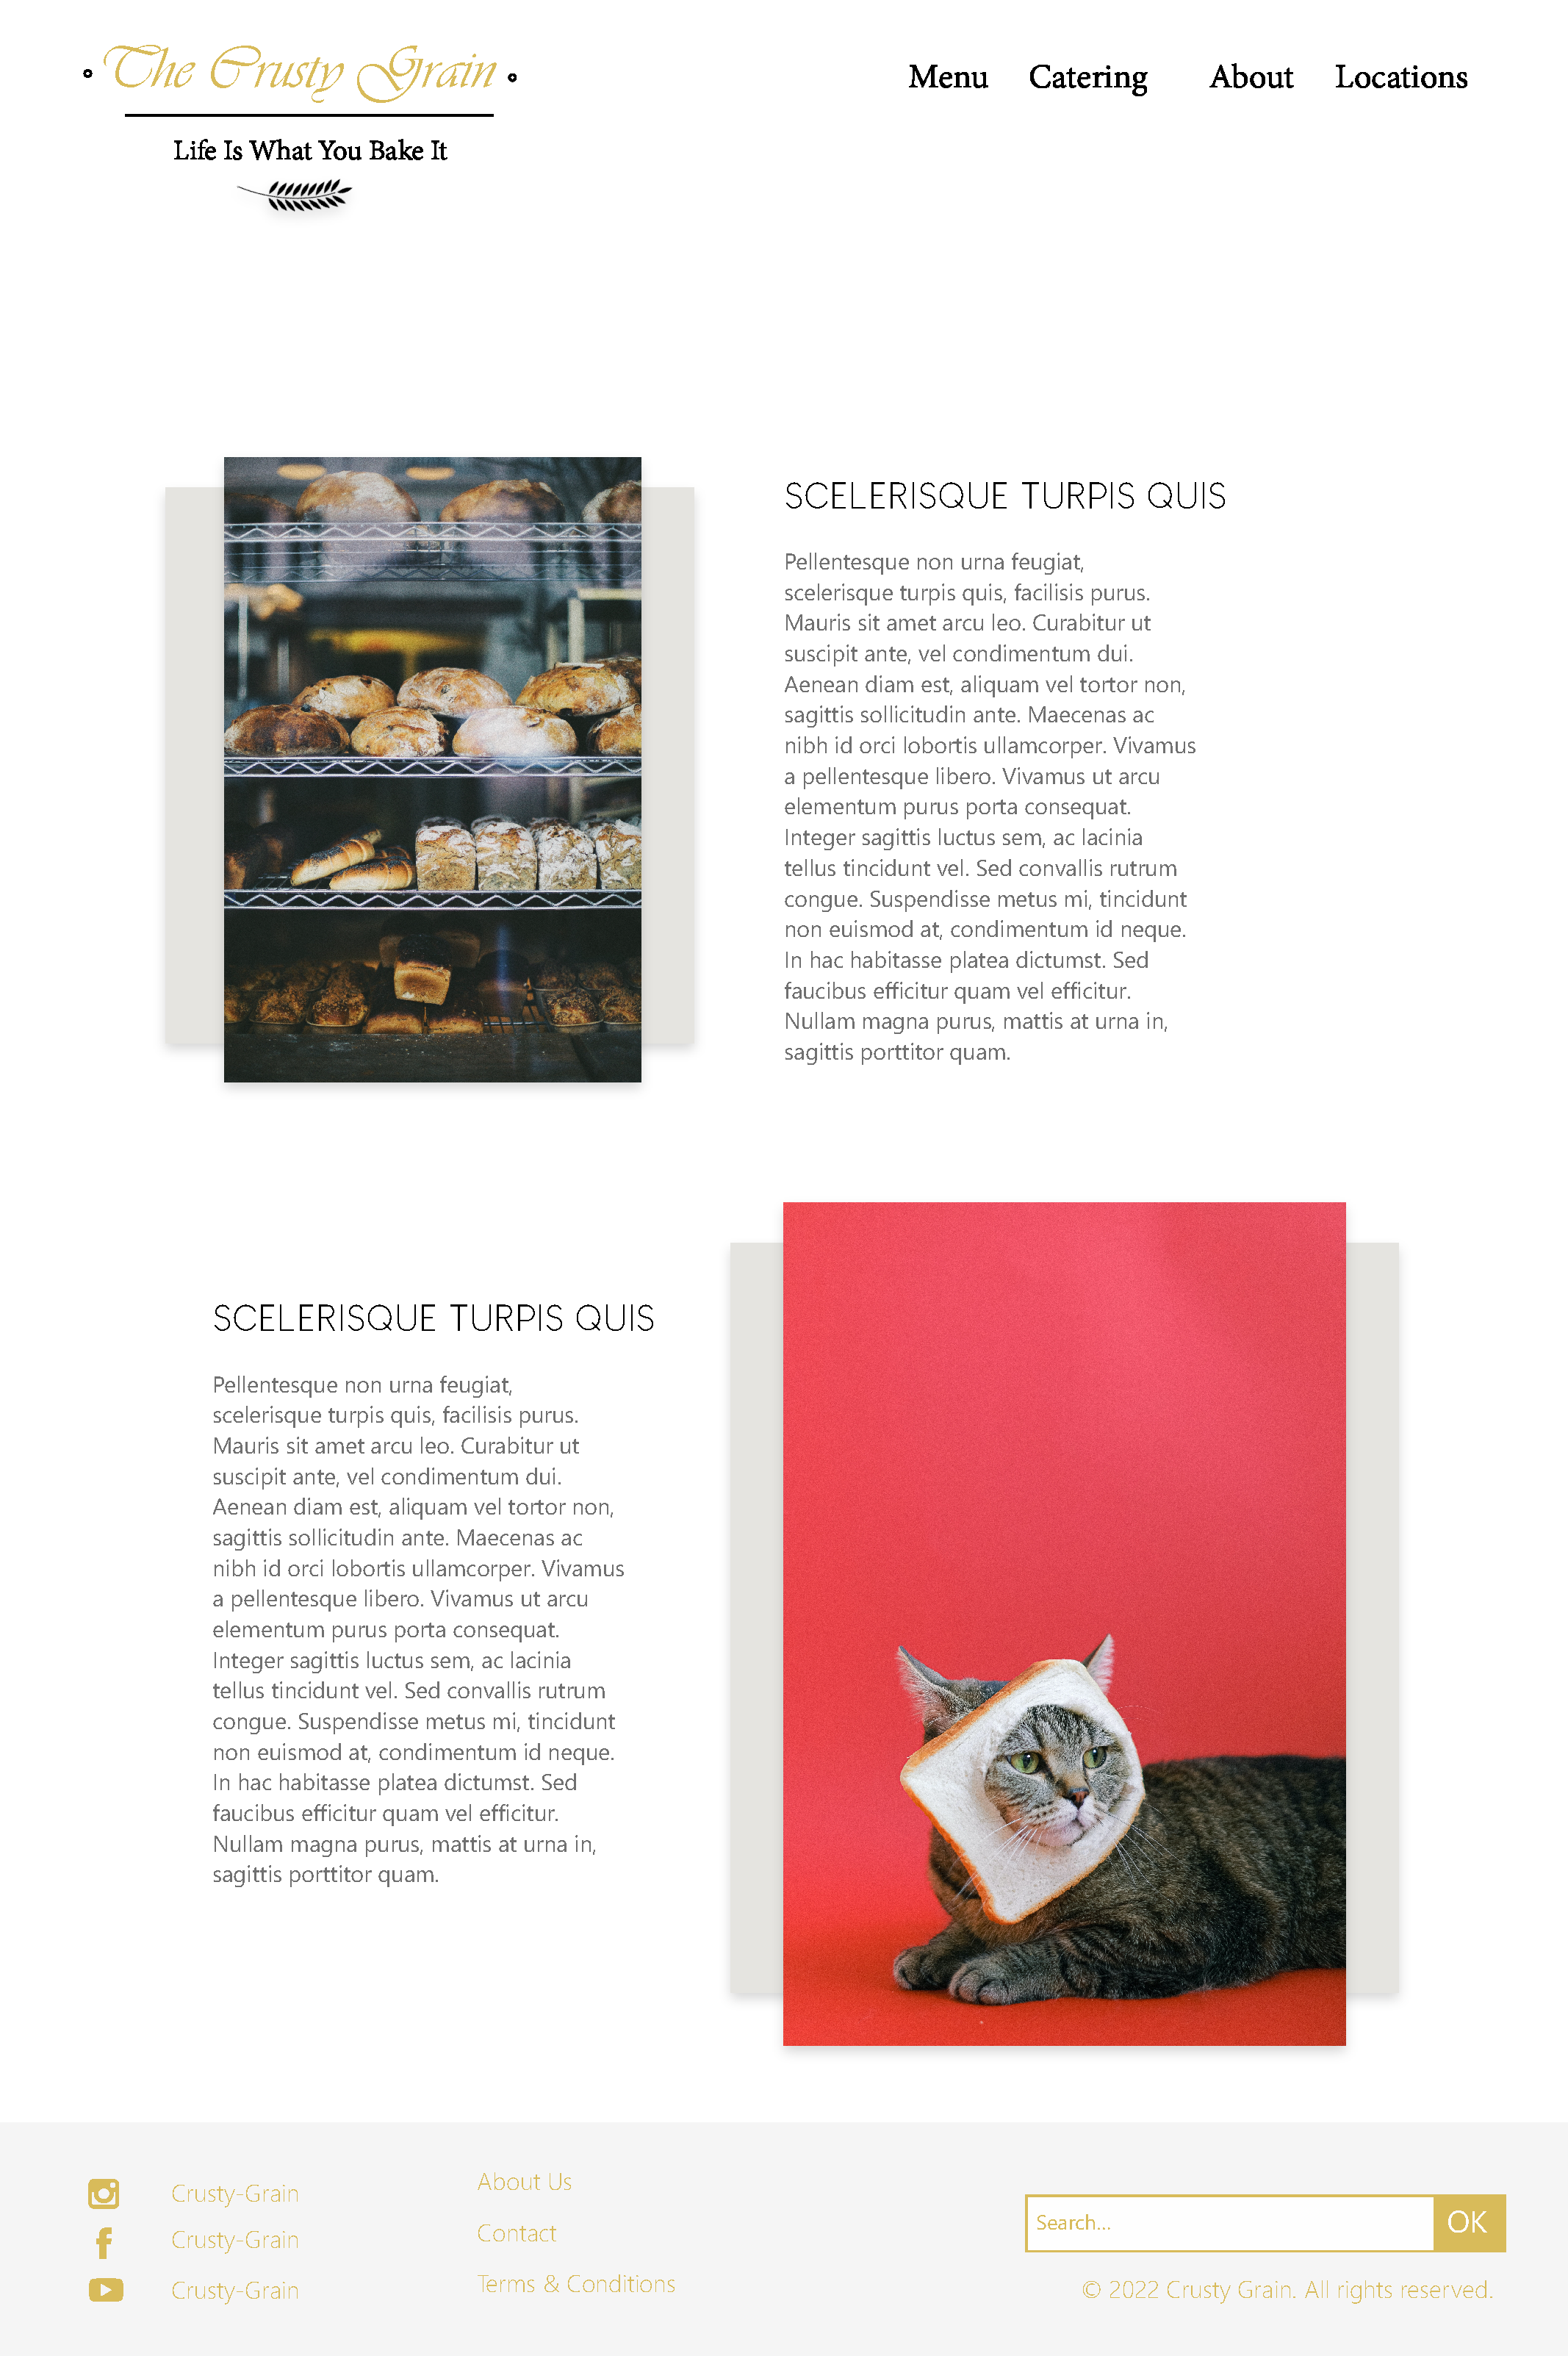 The Crusty Grain
Life Is What You Bake It
Menu Catering About Locations
SCELERISQUE TURPIS QUIS
Pellentesque non urna feugiat,
scelerisque turpis quis, facilisis purus.
Mauris sit amet arcu leo. Curabitur ut
suscipit ante, vel condimentum dui.
Aenean diam est, aliquam vel tortor non,
sagittis sollicitudin ante. Maecenas ac
nibh id orci lobortis ullamcorper. Vivamus
a pellentesque libero. Vivamus ut arcu
elementum purus porta consequat.
Integer sagittis luctus sem, ac lacinia
tellus tincidunt vel. Sed convallis rutrum
congue. Suspendisse metus mi, tincidunt
non euismod at, condimentum id neque.
In hac habitasse platea dictumst. Sed
faucibus efficitur quam vel efficitur.
Nullam magna purus, mattis at urna in,
sagittis porttitor quam.
SCELERISQUE TURPIS QUIS
Pellentesque non urna feugiat,
scelerisque turpis quis, facilisis purus.
Mauris sit amet arcu leo. Curabitur ut
suscipit ante, vel condimentum dui.
Aenean diam est, aliquam vel tortor non,
sagittis sollicitudin ante. Maecenas ac
nibh id orci lobortis ullamcorper. Vivamus
a pellentesque libero. Vivamus ut arcu
elementum purus porta consequat.
Integer sagittis luctus sem, ac lacinia
tellus tincidunt vel. Sed convallis rutrum
congue. Suspendisse metus mi, tincidunt
non euismod at, condimentum id neque.
In hac habitasse platea dictumst. Sed
faucibus efficitur quam vel efficitur.
Nullam magna purus, mattis at urna in,
sagittis porttitor quam.
Crusty-Grain
Crusty-Grain
Crusty-Grain
About Us
Contact
Terms & Conditions
Search... OK
© 2022 Crusty Grain. All rights reserved.